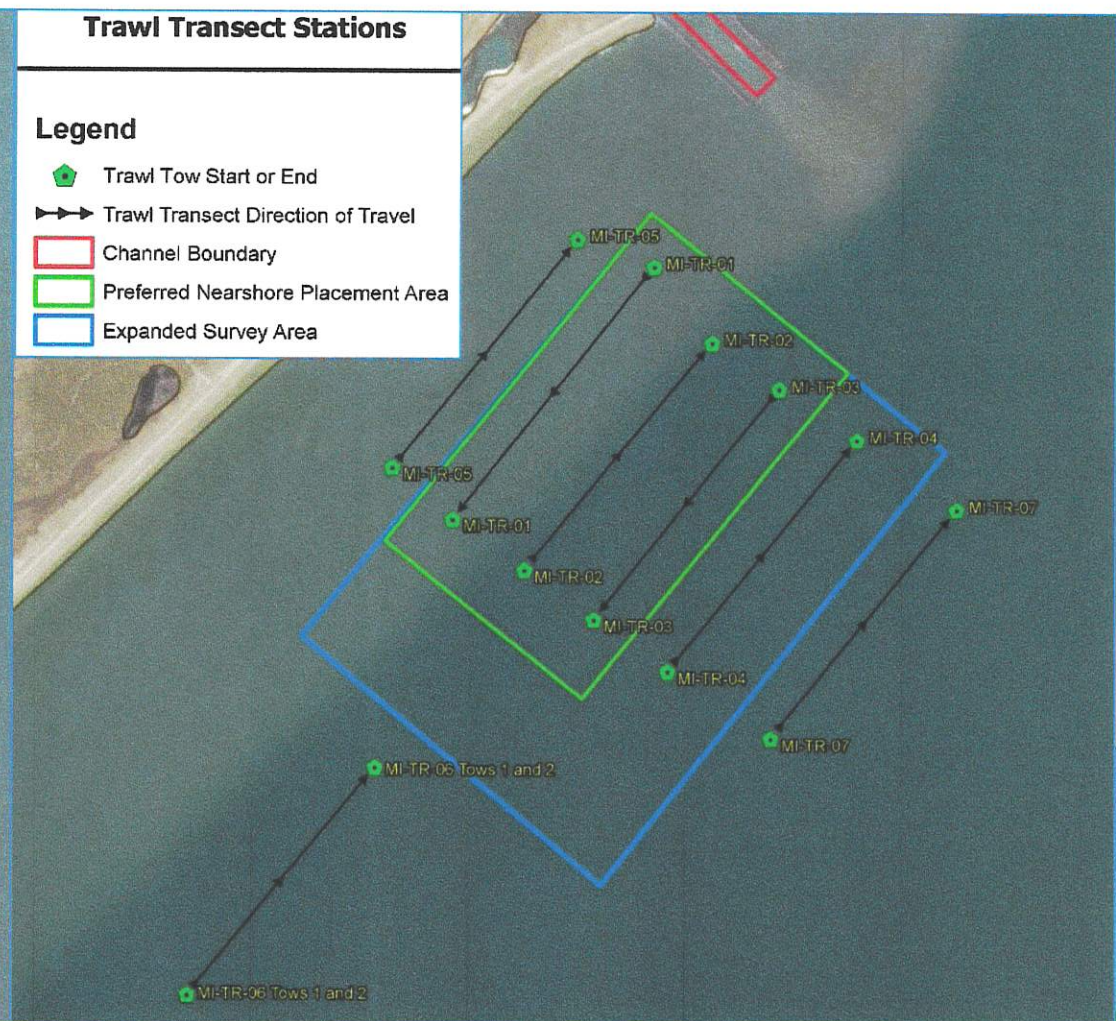 Trawl Transect Stations
Legend
Trawl Tow Start or End
Trawl Transect Direction of Travel
Channel Boundary
Preferred Nearshore Placement Area
Expanded Survey Area
MI-TR-05
MI-TR-01
MI-TR-02
MI-TR-03
MI-TR-04
MI-TR-05
MI-TR-07
MI-TR-01
MI-TR-02
MI-TR-03
MI-TR-04
MI-TR-07
MI-TR-06 Tows 1 and 2
MI-TR-06 Tows 1 and 2